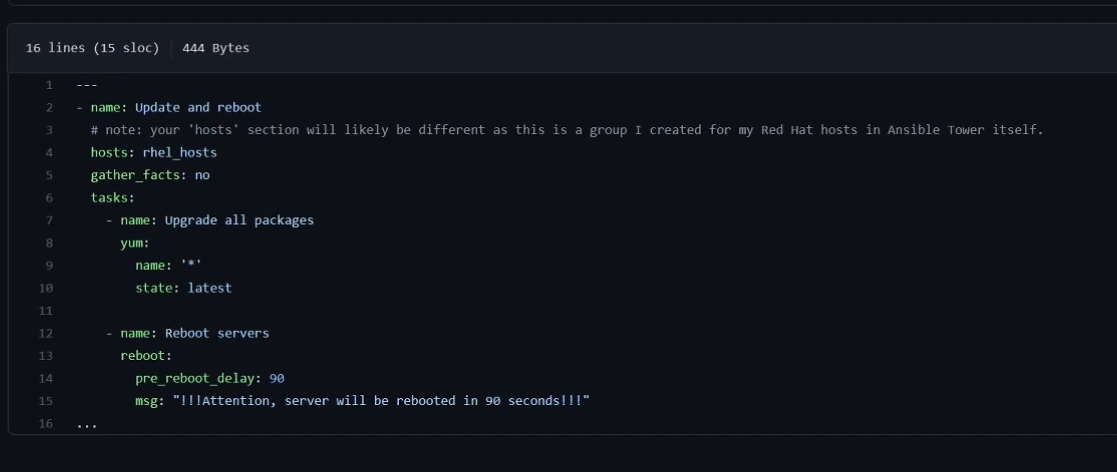 16 lines (15 sloc) 444 Bytes
1 ---
2 - name: Update and reboot
3 # note: your 'hosts' section will likely be different as this is a group I created for my Red Hat hosts in Ansible Tower itself.
4 hosts: rhel_hosts
5 gather_facts: no
6 tasks:
7 - name: Upgrade all packages
8 yum:
9 name: '*'
10 state: latest
11
12 - name: Reboot servers
13 reboot:
14 pre_reboot_delay: 90
15 msg: "!!!Attention, server will be rebooted in 90 seconds!!!"
16 ...